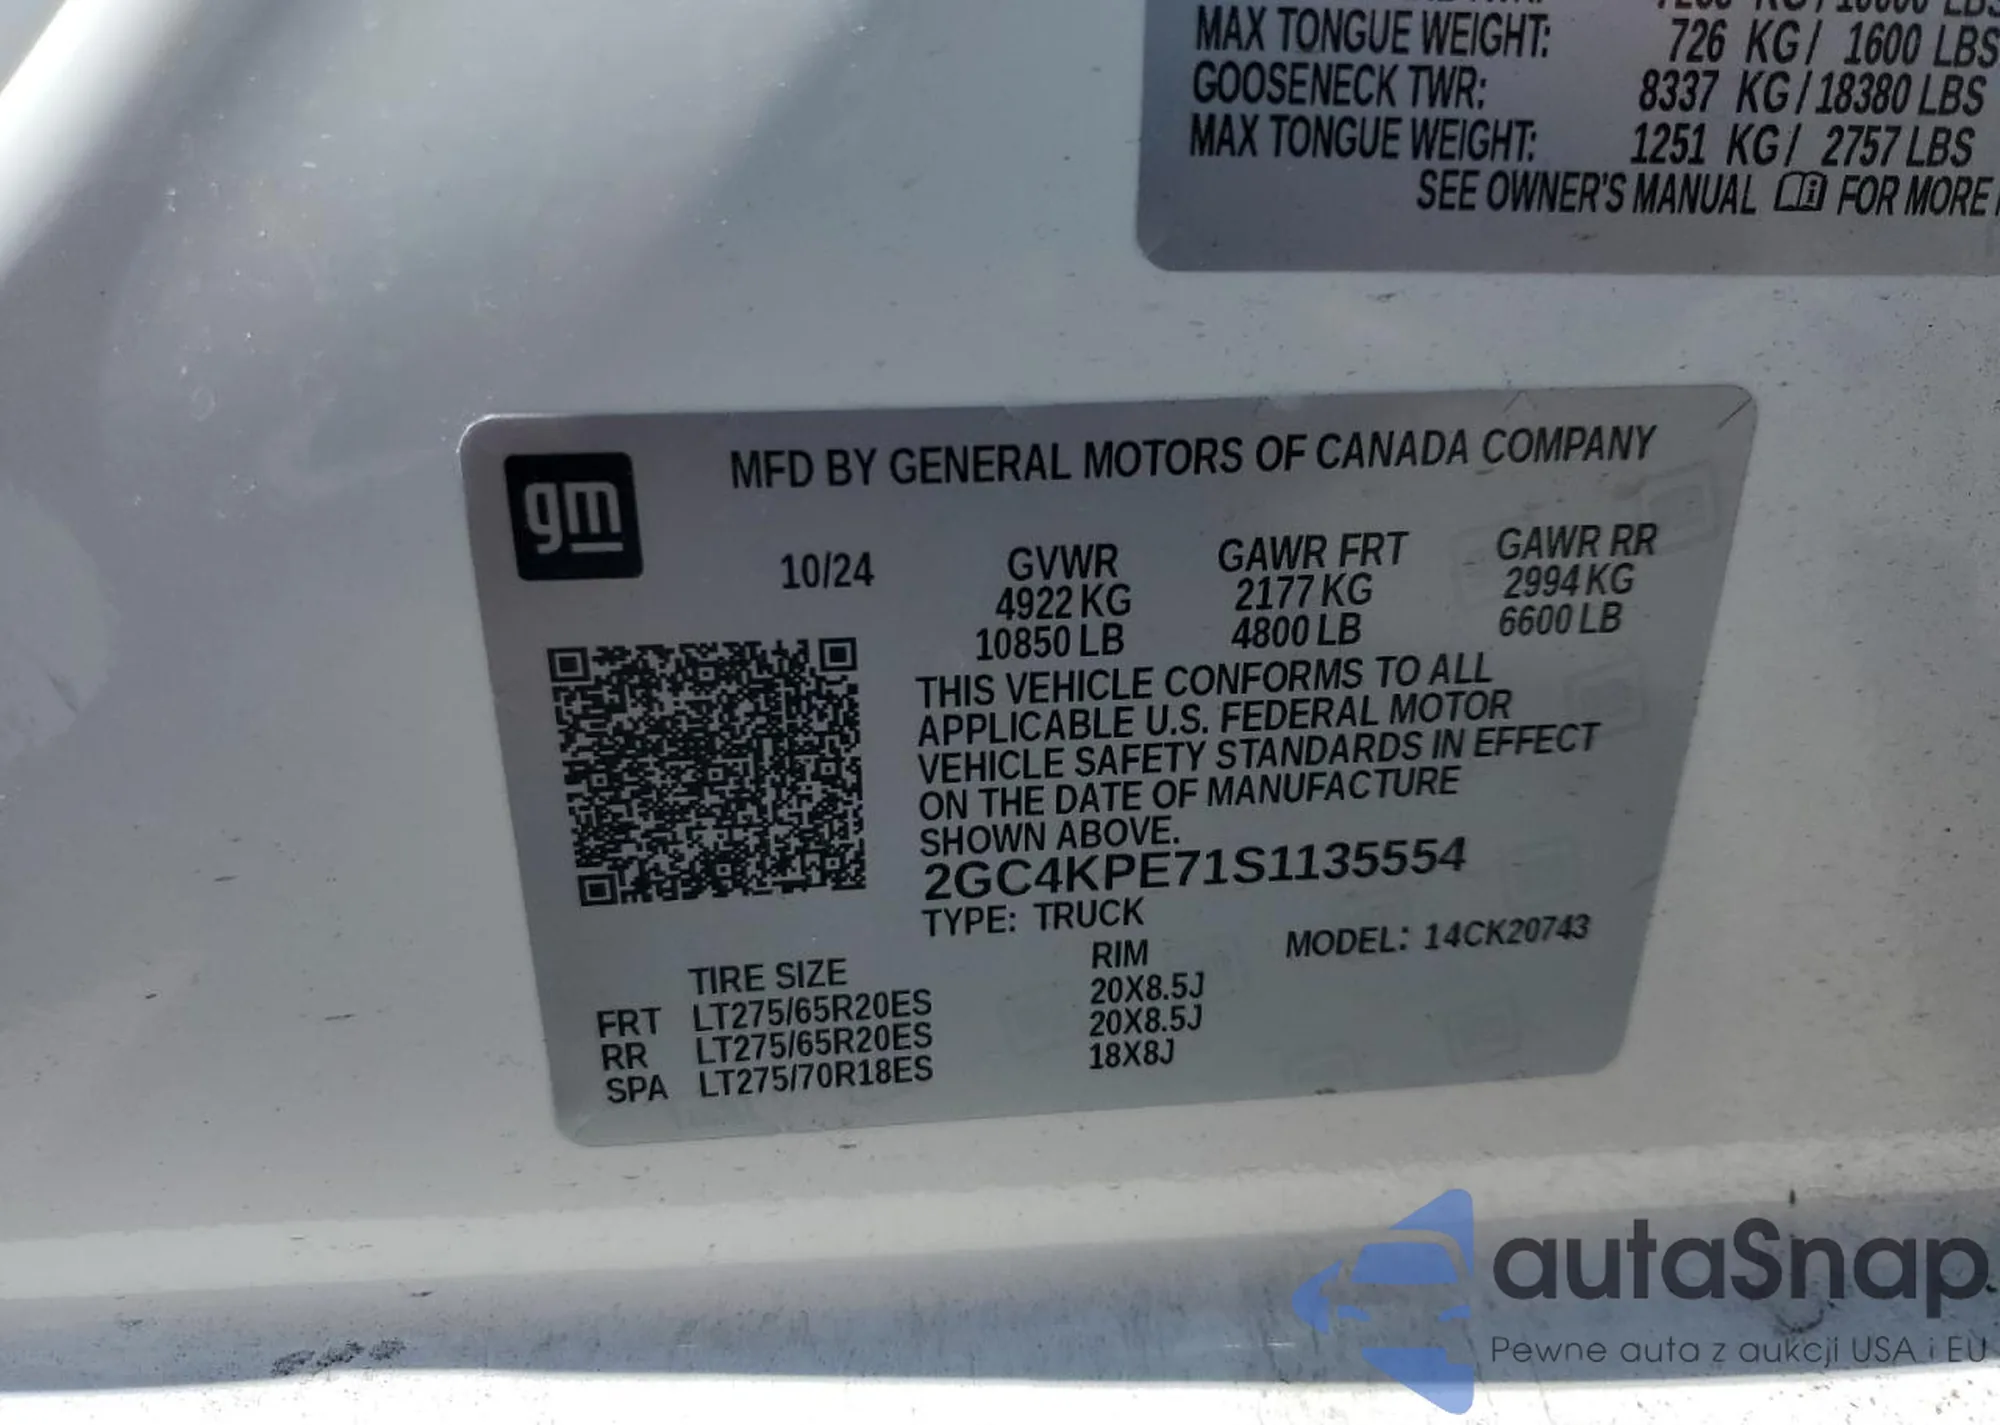 MAX TONGUE WEIGHT: 726 KG / 1600 LBS
GOOSENECK TWR: 8337 KG / 18380 LBS
MAX TONGUE WEIGHT: 1251 KG / 2757 LBS
SEE OWNER'S MANUAL FOR MORE
gm
MFD BY GENERAL MOTORS OF CANADA COMPANY
10/24 GVWR GAWR FRT GAWR RR
4922 KG 2177 KG 2994 KG
10850 LB 4800 LB 6600 LB
THIS VEHICLE CONFORMS TO ALL
APPLICABLE U.S. FEDERAL MOTOR
VEHICLE SAFETY STANDARDS IN EFFECT
ON THE DATE OF MANUFACTURE
SHOWN ABOVE.
2GC4KPE71S1135554
TYPE: TRUCK
MODEL: 14CK20743
TIRE SIZE RIM
FRT LT275/65R20ES 20X8.5J
RR LT275/65R20ES 20X8.5J
SPA LT275/70R18ES 18X8J
autaSnap
Pewne auta z aukcji USA i EU